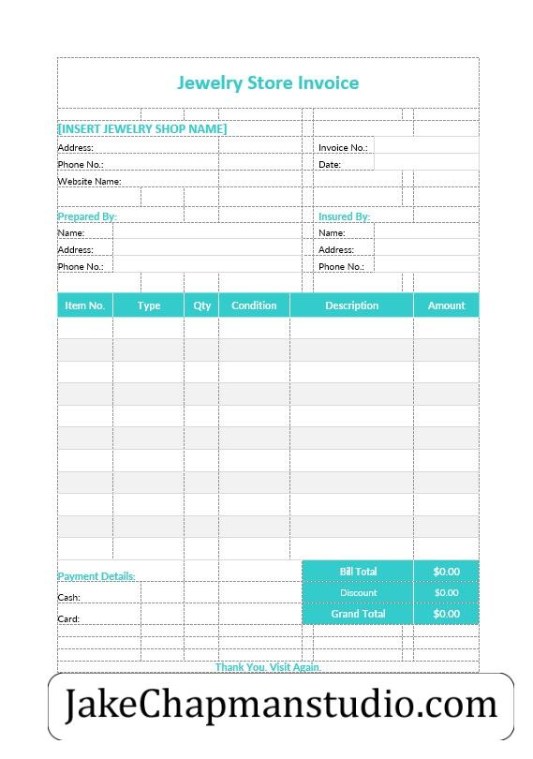 Jewelry Store Invoice
[INSERT JEWELRY SHOP NAME]
Address: Invoice No.:
Phone No.: Date:
Website Name:
Prepared By: Insured By:
Name: Name:
Address: Address:
Phone No.: Phone No.:
Item No. Type Qty Condition Description Amount
Bill Total $0.00
Payment Details: Discount $0.00
Cash: Grand Total $0.00
Card:
Thank You, Visit Again.
JakeChapmanstudio.com